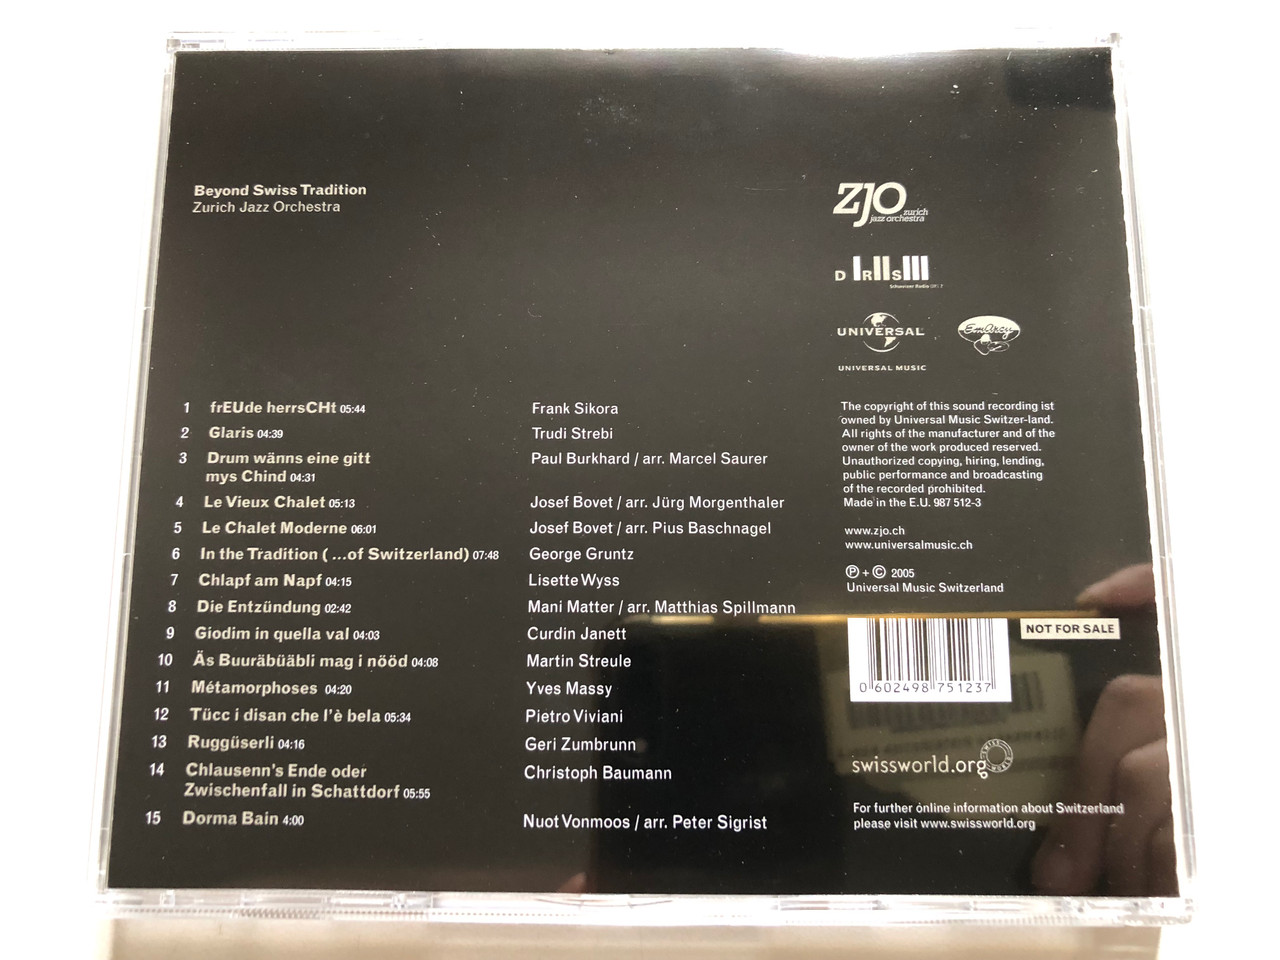 Beyond Swiss Tradition
Zurich Jazz Orchestra
ZJO zurich
jazz orchestra
D I R II S III
Schweizer Radio DRS 2
UNIVERSAL
UNIVERSAL MUSIC
EmArcy
1 frEUde herrsCHt 05:44 Frank Sikora
2 Glaris 04:39 Trudi Strebi
3 Drum wänns eine gitt
mys Chind 04:31 Paul Burkhard / arr. Marcel Saurer
4 Le Vieux Chalet 05:13 Josef Bovet / arr. Jürg Morgenthaler
5 Le Chalet Moderne 06:01 Josef Bovet / arr. Pius Baschnagel
6 In the Tradition ( ...of Switzerland) 07:48 George Gruntz
7 Chlapf am Napf 04:15 Lisette Wyss
8 Die Entzündung 02:42 Mani Matter / arr. Matthias Spillmann
9 Giodim in quella val 04:03 Curdin Janett
10 Äs Buuräbüäbli mag i nööd 04:08 Martin Streule
11 Métamorphoses 04:20 Yves Massy
12 Tücc i disan che l'è bela 05:34 Pietro Viviani
13 Ruggüserli 04:16 Geri Zumbrunn
14 Chlausenn's Ende oder
Zwischenfall in Schattdorf 05:55 Christoph Baumann
15 Dorma Bain 4:00 Nuot Vonmoos / arr. Peter Sigrist
The copyright of this sound recording ist
owned by Universal Music Switzer-land.
All rights of the manufacturer and of the
owner of the work produced reserved.
Unauthorized copying, hiring, lending,
public performance and broadcasting
of the recorded prohibited.
Made in the E.U. 987 512-3
www.zjo.ch
www.universalmusic.ch
℗ + © 2005
Universal Music Switzerland
NOT FOR SALE
0 602498 751237
swissworld.org
SWISS WORLD
For further online information about Switzerland
please visit www.swissworld.org